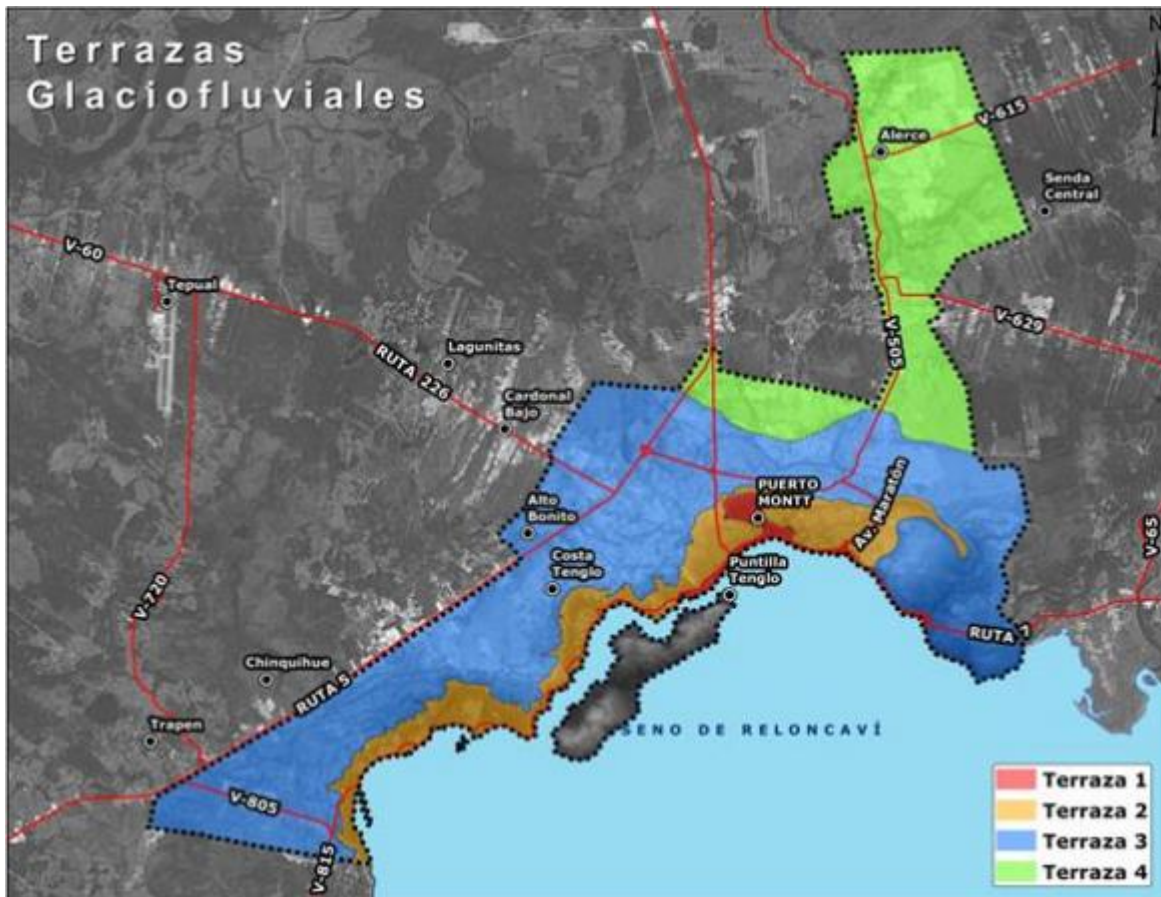 Terrazas
Glaciofluviales
N
Alerce
V-615
Senda
Central
V-60
Tepual
V-629
Lagunitas
RUTA 226
V-505
Cardonal
Bajo
Alto
Bonito
PUERTO
MONTT
Av. Maratón
V-65
Costa
Tenglo
Puntilla
Tenglo
V-720
RUTA 7
Chinquihue
RUTA 5
Trapen
SENO DE RELONCAVÍ
V-805
V-815
Terraza 1
Terraza 2
Terraza 3
Terraza 4